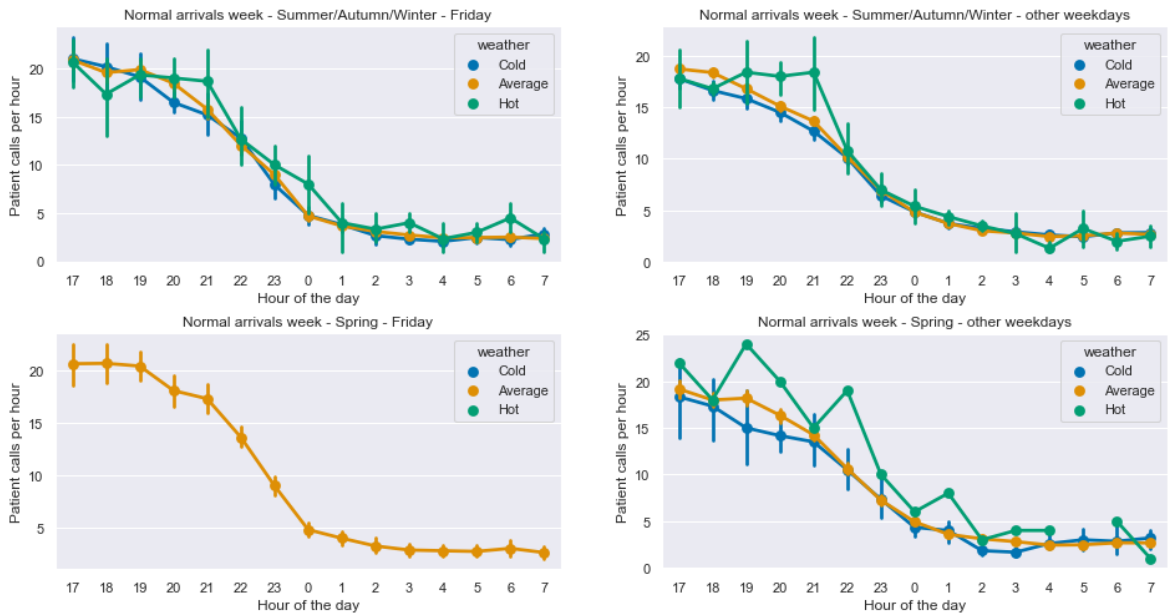 Normal arrivals week - Summer/Autumn/Winter - Friday
Patient calls per hour
20
15
10
5
0
weather
Cold
Average
Hot
17 18 19 20 21 22 23 0 1 2 3 4 5 6 7
Hour of the day
Normal arrivals week - Summer/Autumn/Winter - other weekdays
Patient calls per hour
20
15
10
5
0
weather
Cold
Average
Hot
17 18 19 20 21 22 23 0 1 2 3 4 5 6 7
Hour of the day
Normal arrivals week - Spring - Friday
Patient calls per hour
20
15
10
5
weather
Cold
Average
Hot
17 18 19 20 21 22 23 0 1 2 3 4 5 6 7
Hour of the day
Normal arrivals week - Spring - other weekdays
Patient calls per hour
25
20
15
10
5
0
weather
Cold
Average
Hot
17 18 19 20 21 22 23 0 1 2 3 4 5 6 7
Hour of the day